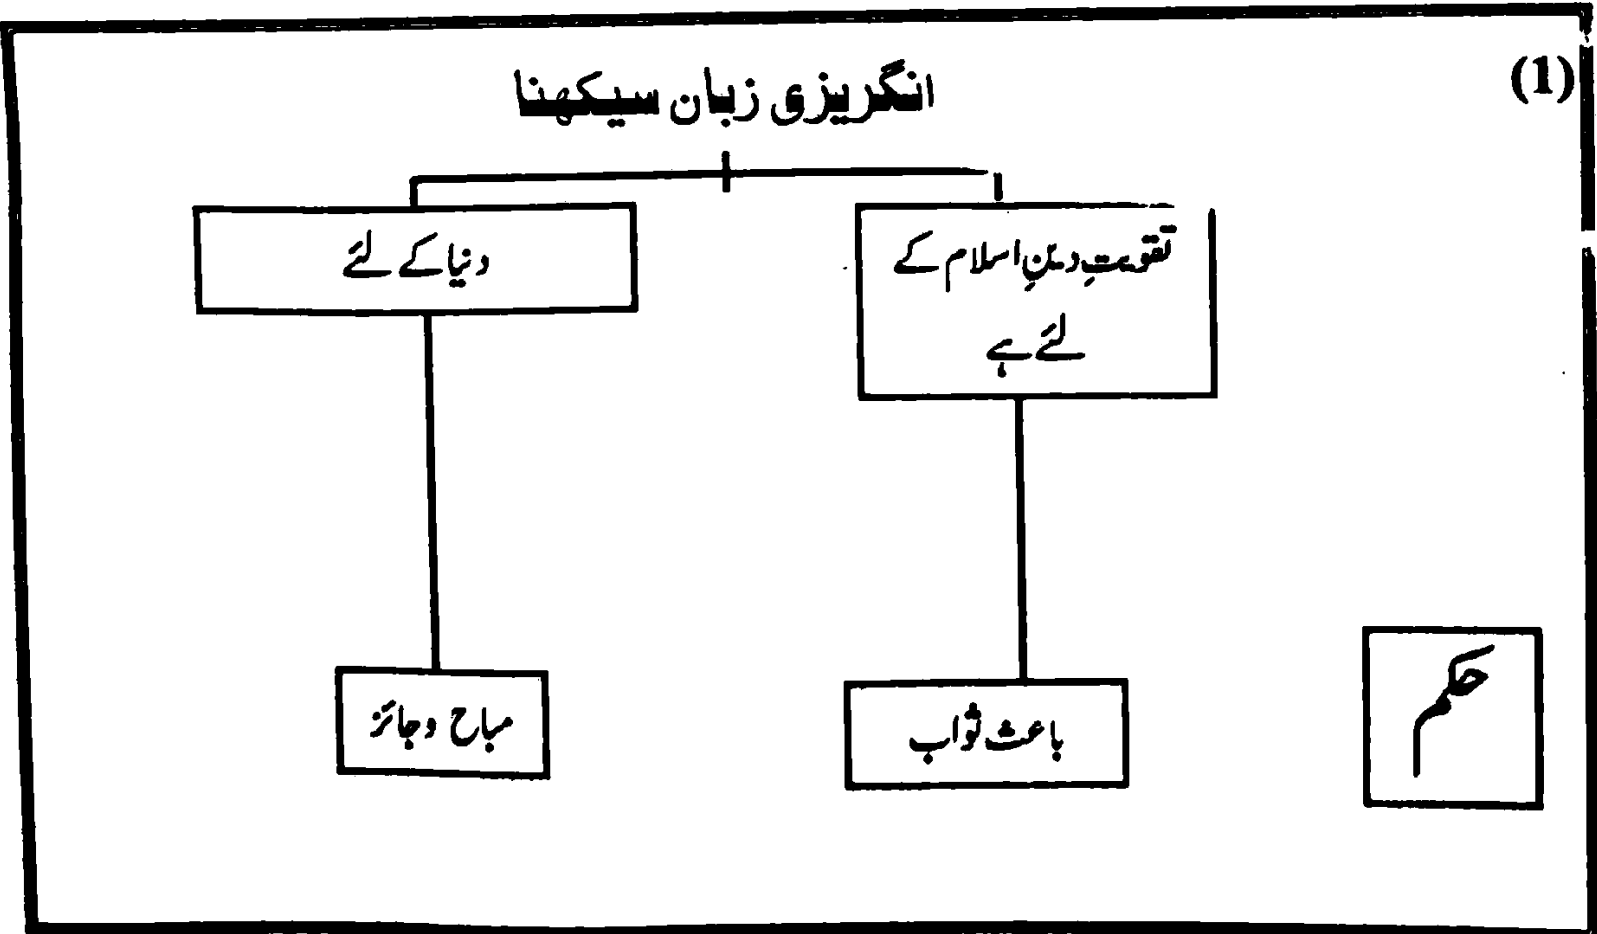 (1)
انگریزی زبان سیکھنا
تقویتِ دینِ اسلام کے
لئے ہے
دنیا کے لئے
حکم
باعث ثواب
مباح وجائز